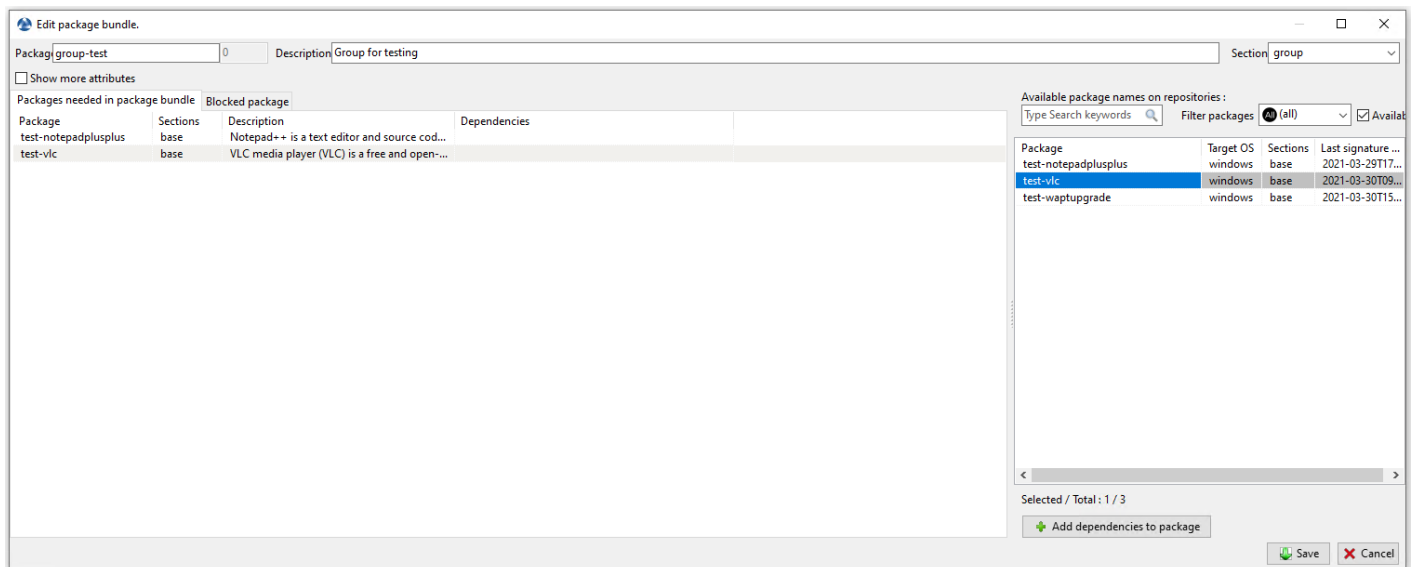 Edit package bundle.
Packag group-test 0 Description Group for testing Section group
Show more attributes
Packages needed in package bundle Blocked package
Package Sections Description Dependencies
test-notepadplusplus base Notepad++ is a text editor and source cod...
test-vlc base VLC media player (VLC) is a free and open-...
Available package names on repositories :
Type Search keywords Filter packages All (all) Availab
Package Target OS Sections Last signature ...
test-notepadplusplus windows base 2021-03-29T17...
test-vlc windows base 2021-03-30T09...
test-waptupgrade windows base 2021-03-30T15...
Selected / Total : 1 / 3
Add dependencies to package
Save Cancel